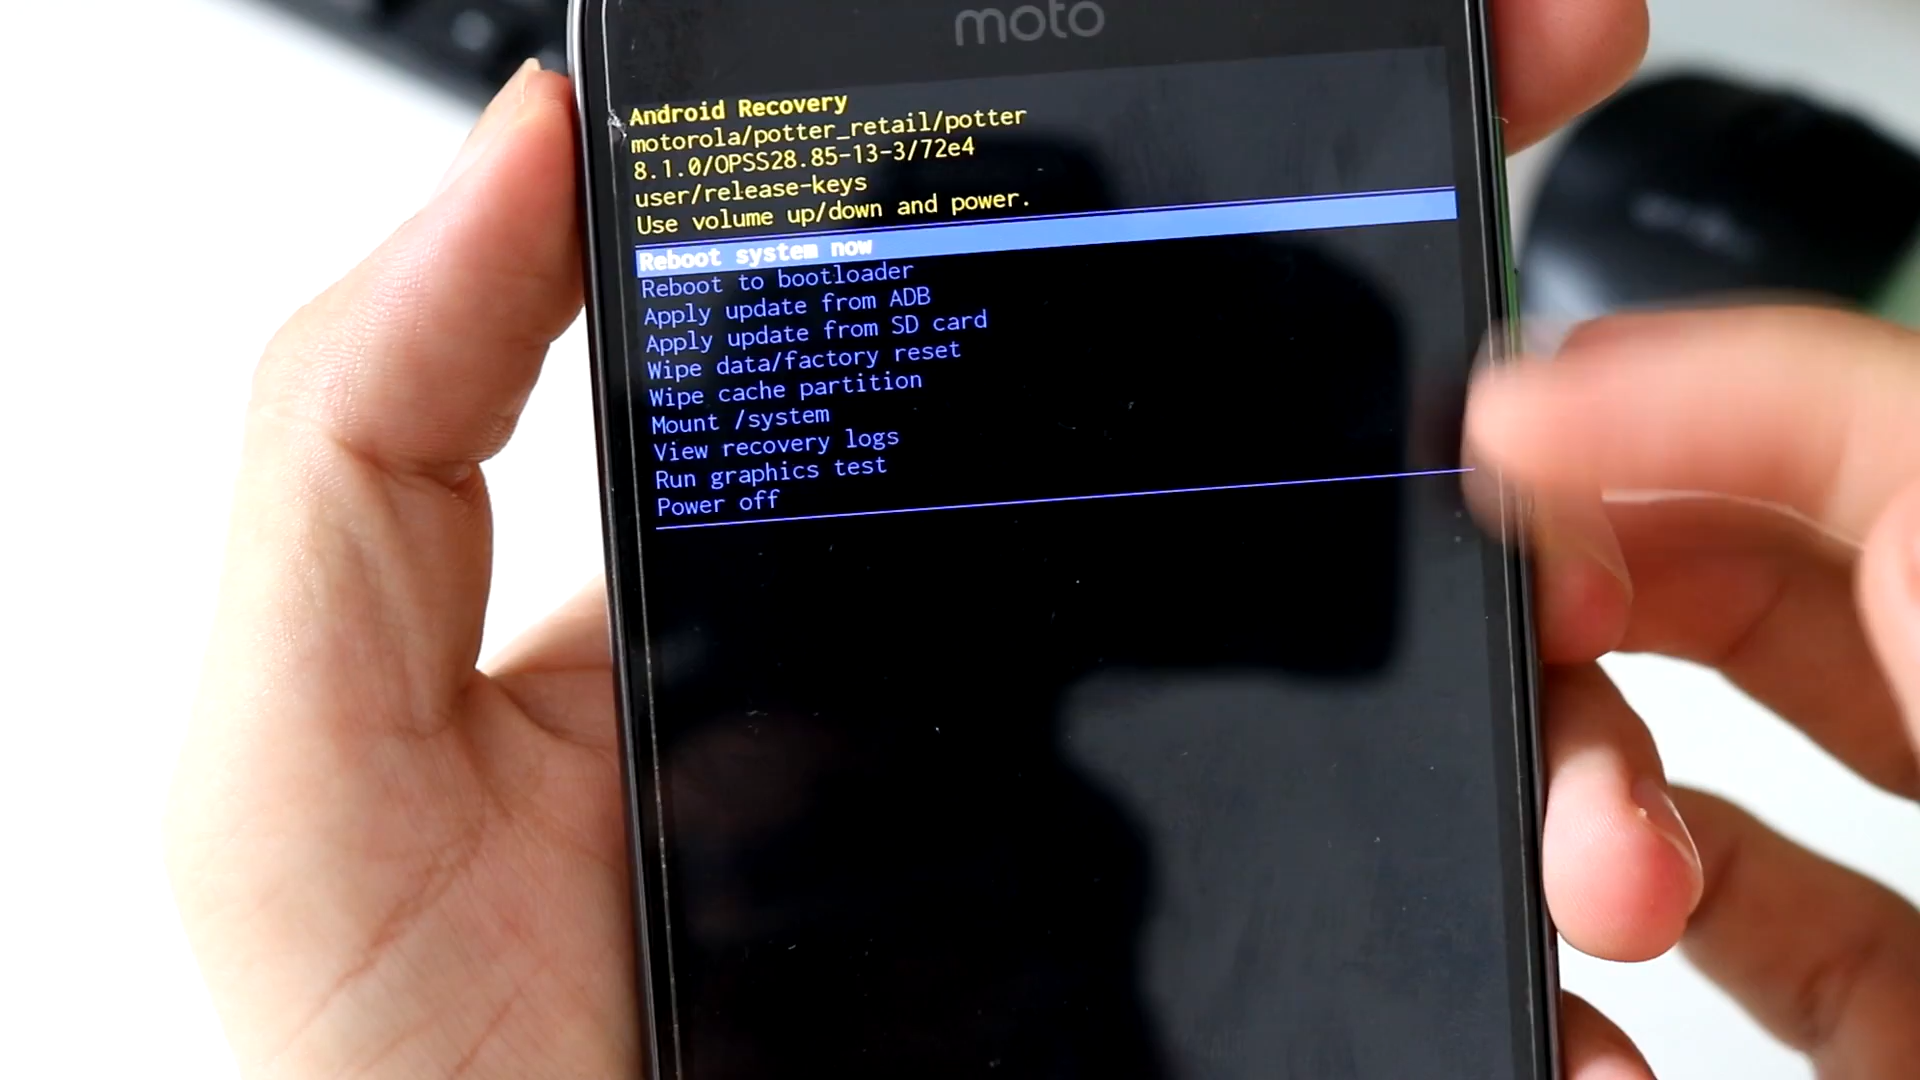 moto
Android Recovery
motorola/potter_retail/potter
8.1.0/OPSS28.85-13-3/72e4
user/release-keys
Use volume up/down and power.
Reboot system now
Reboot to bootloader
Apply update from ADB
Apply update from SD card
Wipe data/factory reset
Wipe cache partition
Mount /system
View recovery logs
Run graphics test
Power off